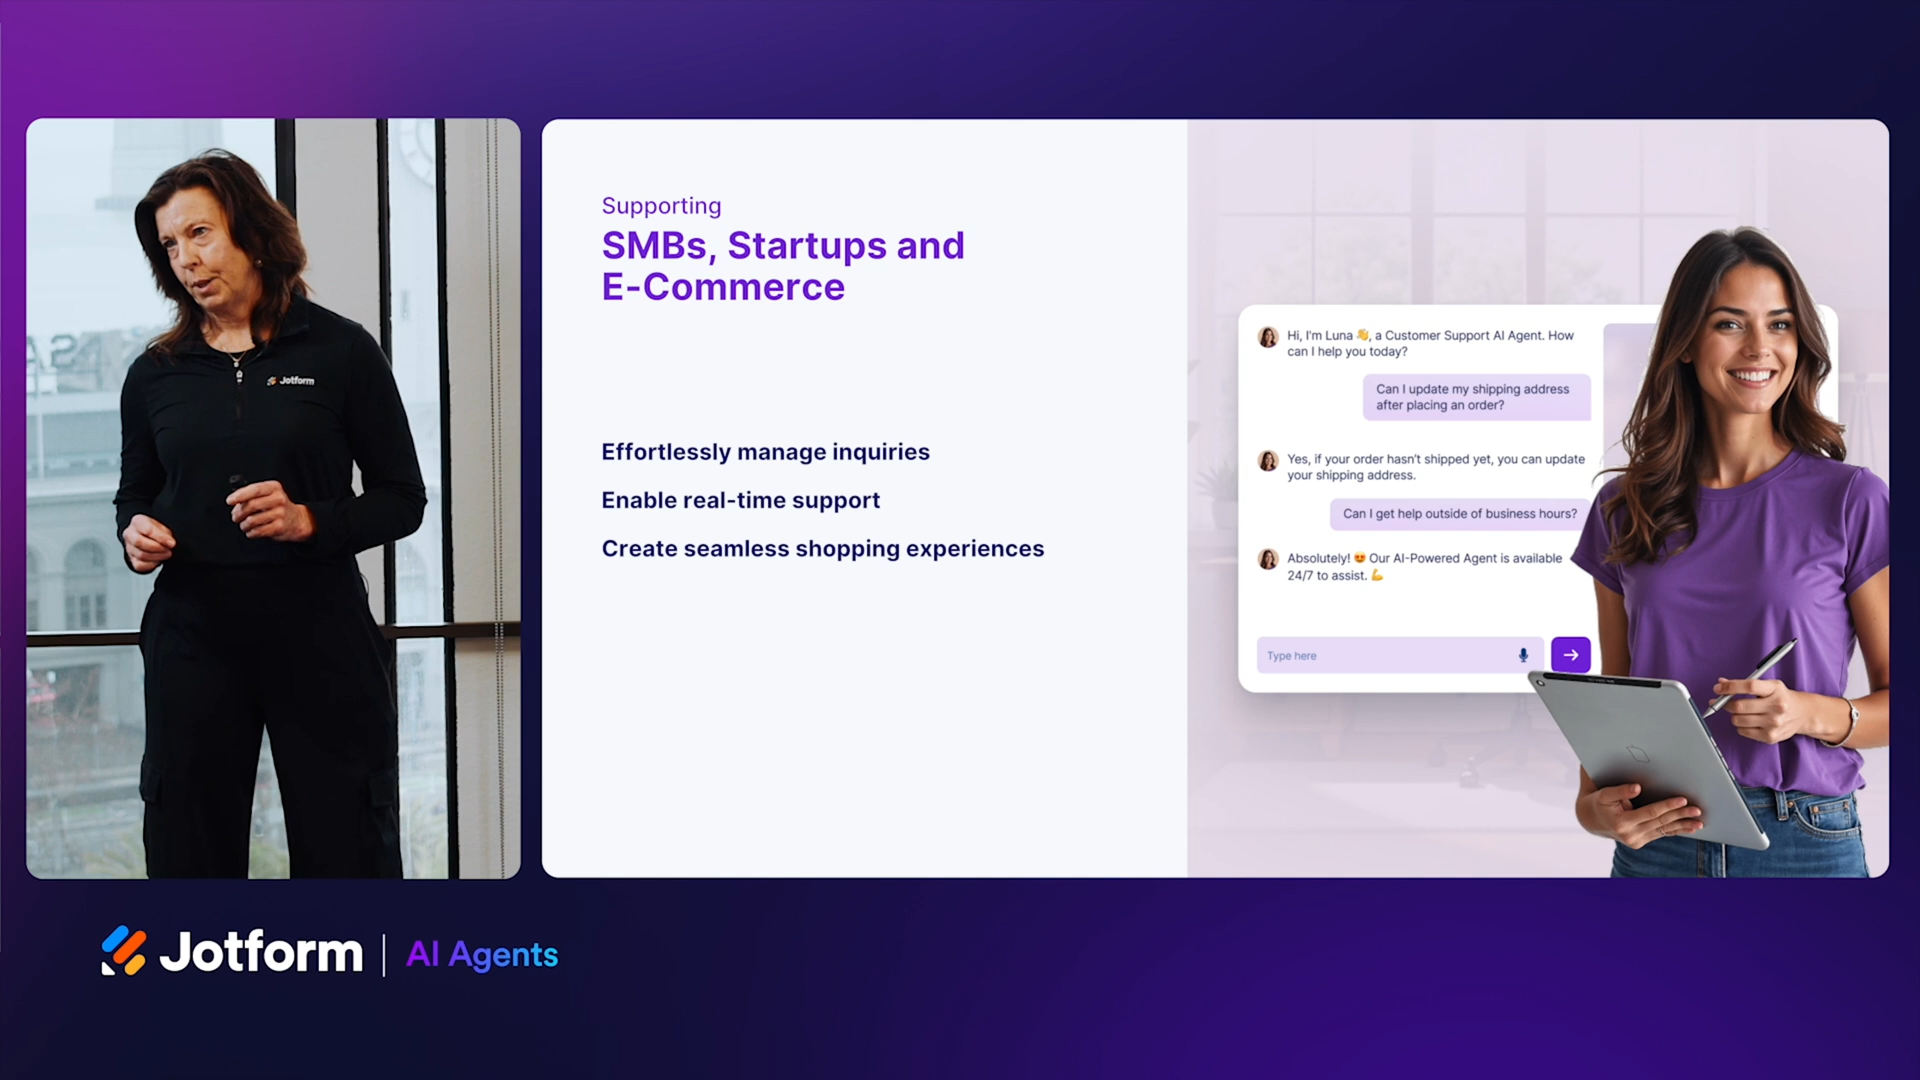 Jotform
Supporting
SMBs, Startups and
E-Commerce
Effortlessly manage inquiries
Enable real-time support
Create seamless shopping experiences
Hi, I'm Luna 👋, a Customer Support AI Agent. How
can I help you today?
Can I update my shipping address
after placing an order?
Yes, if your order hasn't shipped yet, you can update
your shipping address.
Can I get help outside of business hours?
Absolutely! 😍 Our AI-Powered Agent is available
24/7 to assist. 💪
Type here
Jotform | AI Agents